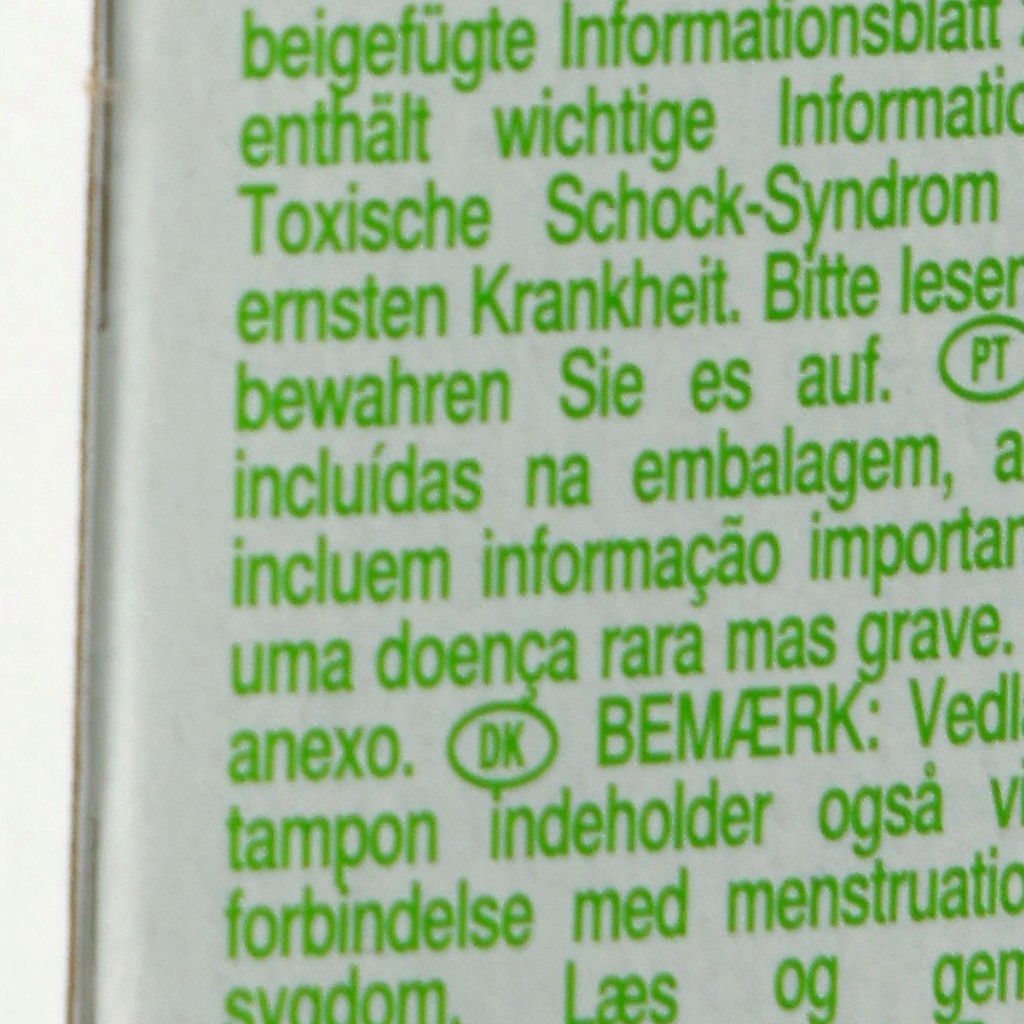 beigefügte Informationsblatt
enthält wichtige
Toxische Schock-Syndrom
ernsten Krankheit. Bitte
bewahren Sie es auf. PT
incluídas na embalagem,
incluem informação
uma doença rara mas grave.
anexo. DK BEMÆRK:
tampon indeholder også
forbindelse med
sygdom. Læs og